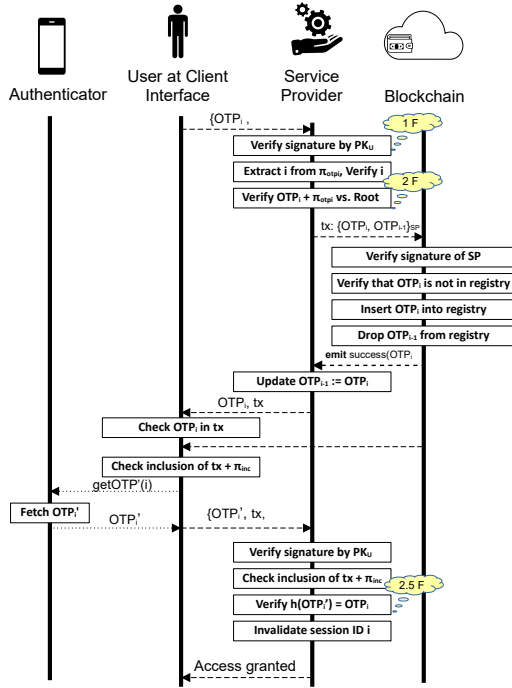 Authenticator
User at Client
Interface
Service
Provider
Blockchain
{OTPᵢ ,
1 F
Verify signature by PKᵤ
Extract i from πₒₜₚᵢ, Verify i
2 F
Verify OTPᵢ + πₒₜₚᵢ vs. Root
tx: {OTPᵢ, OTPᵢ₋₁}SP
Verify signature of SP
Verify that OTPᵢ is not in registry
Insert OTPᵢ into registry
Drop OTPᵢ₋₁ from registry
emit success(OTPᵢ
Update OTPᵢ₋₁ := OTPᵢ
OTPᵢ, tx
Check OTPᵢ in tx
Check inclusion of tx + πinc
getOTP'(i)
Fetch OTPᵢ'
OTPᵢ'
{OTPᵢ', tx,
Verify signature by PKᵤ
Check inclusion of tx + πinc
2.5 F
Verify h(OTPᵢ') = OTPᵢ
Invalidate session ID i
Access granted